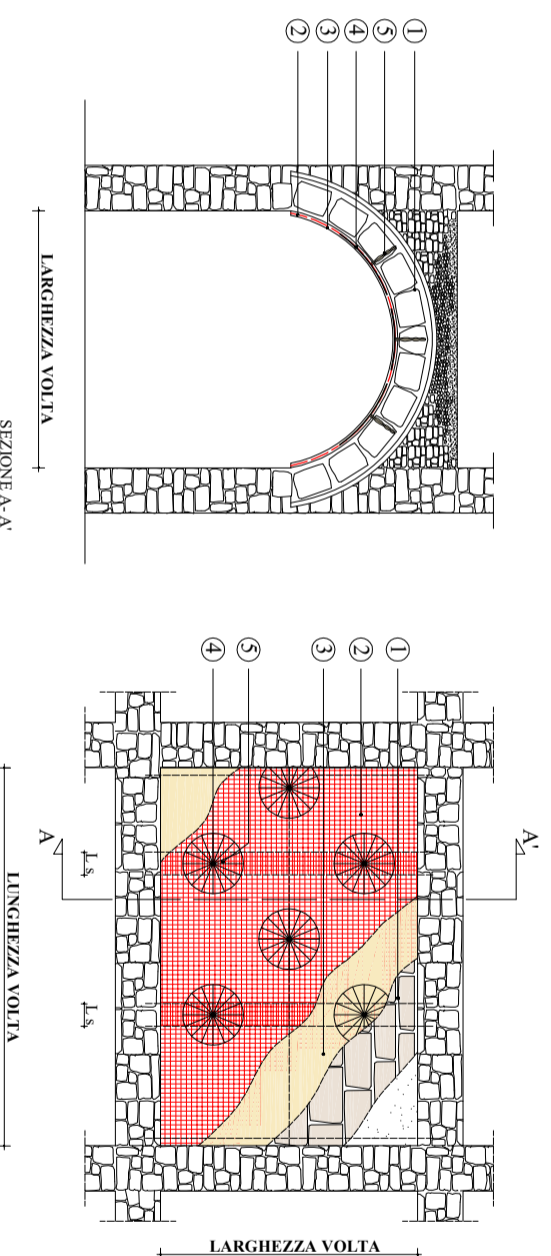 ②
③
④
⑤
①
LARGHEZZA VOLTA
SEZIONE A-A'
④
⑤
③
②
①
A
A'
Ls
Ls
LUNGHEZZA VOLTA
LARGHEZZA VOLTA